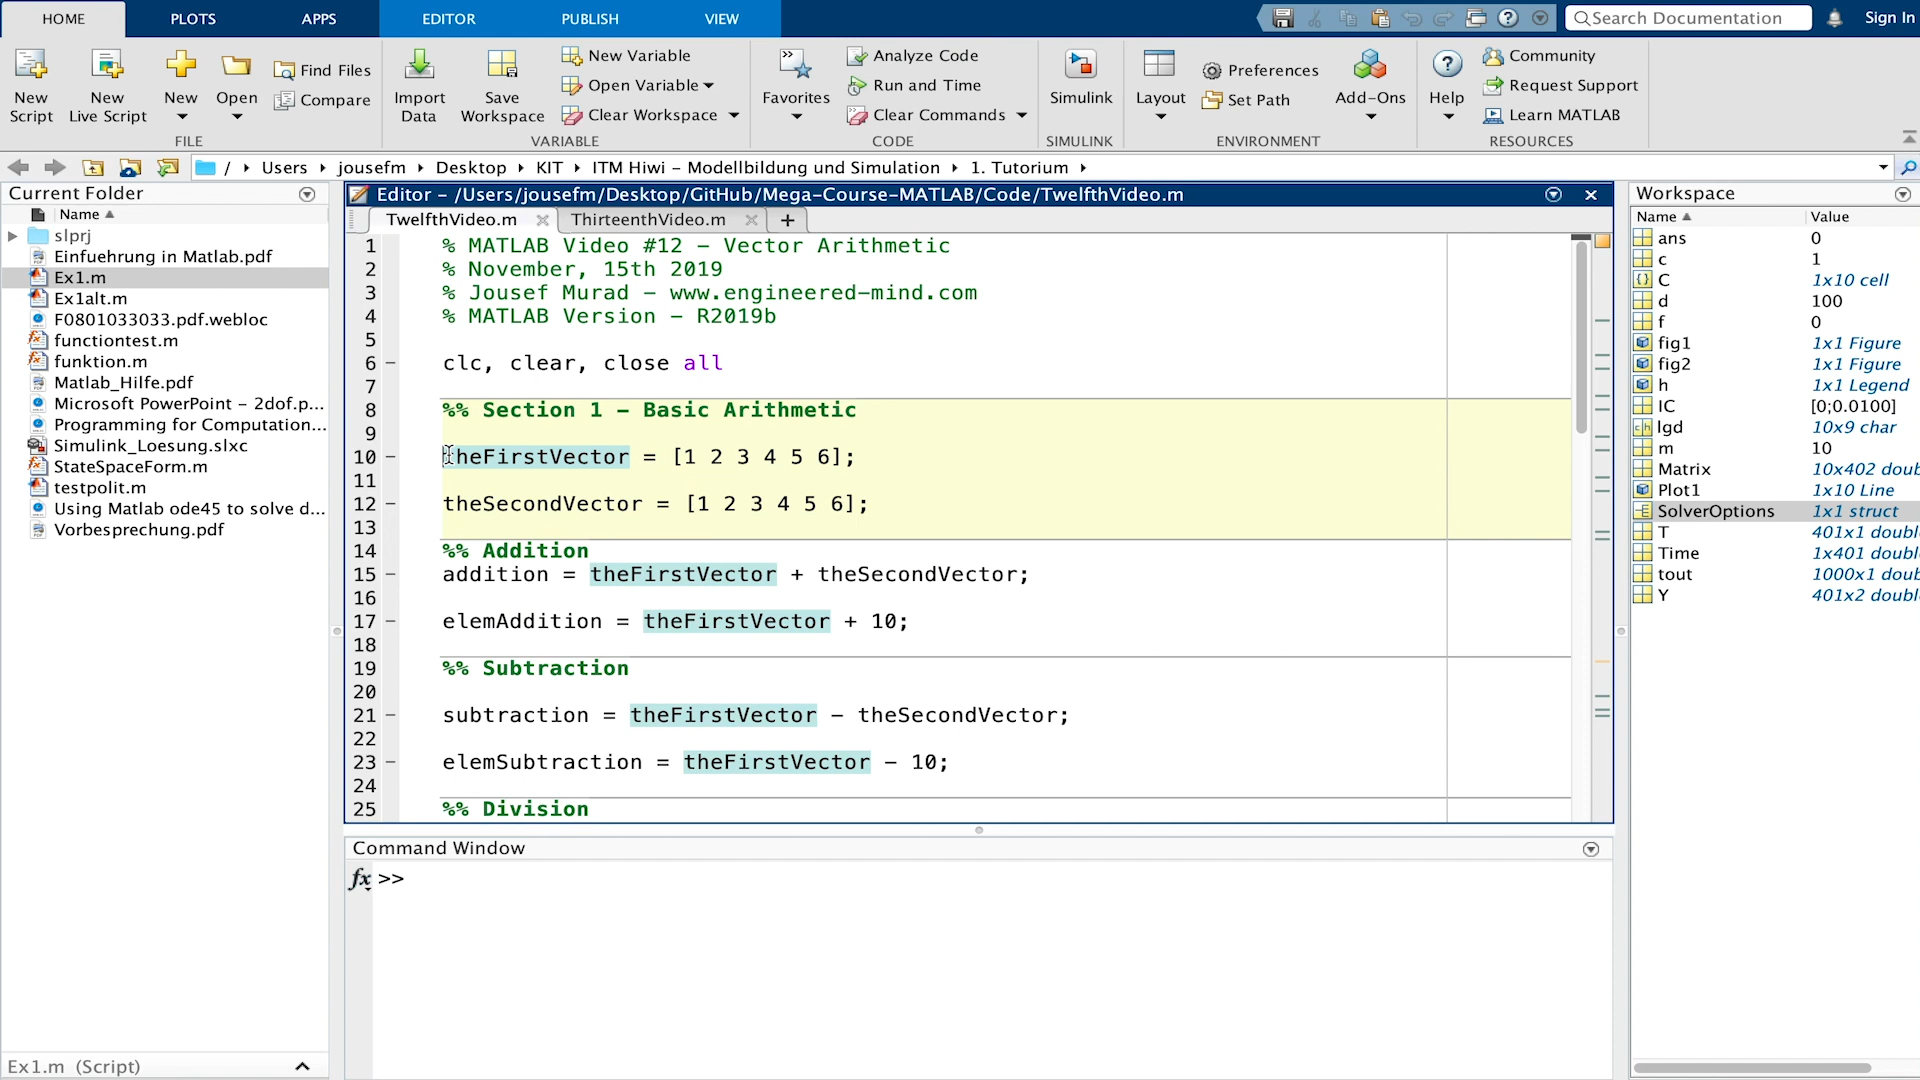 HOME PLOTS APPS EDITOR PUBLISH VIEW Search Documentation Sign In
New Script
New Live Script
New
Open
Find Files
Compare
FILE
Import Data
Save Workspace
New Variable
Open Variable
Clear Workspace
VARIABLE
Favorites
Analyze Code
Run and Time
Clear Commands
CODE
Simulink
SIMULINK
Layout
Preferences
Set Path
Add-Ons
ENVIRONMENT
Help
Community
Request Support
Learn MATLAB
RESOURCES
/ Users jousefm Desktop KIT ITM Hiwi – Modellbildung und Simulation 1. Tutorium
Current Folder
Name
slprj
Einfuehrung in Matlab.pdf
Ex1.m
Ex1alt.m
F0801033033.pdf.webloc
functiontest.m
funktion.m
Matlab_Hilfe.pdf
Microsoft PowerPoint – 2dof.p...
Programming for Computation...
Simulink_Loesung.slxc
StateSpaceForm.m
testpolit.m
Using Matlab ode45 to solve d...
Vorbesprechung.pdf
Ex1.m (Script)
Editor – /Users/jousefm/Desktop/GitHub/Mega-Course-MATLAB/Code/TwelfthVideo.m
TwelfthVideo.m ThirteenthVideo.m +
1 % MATLAB Video #12 – Vector Arithmetic
2 % November, 15th 2019
3 % Jousef Murad – www.engineered-mind.com
4 % MATLAB Version – R2019b
5
6 – clc, clear, close all
7
8 %% Section 1 – Basic Arithmetic
9
10 – theFirstVector = [1 2 3 4 5 6];
11
12 – theSecondVector = [1 2 3 4 5 6];
13
14 %% Addition
15 – addition = theFirstVector + theSecondVector;
16
17 – elemAddition = theFirstVector + 10;
18
19 %% Subtraction
20
21 – subtraction = theFirstVector – theSecondVector;
22
23 – elemSubtraction = theFirstVector – 10;
24
25 %% Division
Command Window
fx >>
Workspace
Name Value
ans 0
c 1
C 1x10 cell
d 100
f 0
fig1 1x1 Figure
fig2 1x1 Figure
h 1x1 Legend
IC [0;0.0100]
lgd 10x9 char
m 10
Matrix 10x402 doub
Plot1 1x10 Line
SolverOptions 1x1 struct
T 401x1 double
Time 1x401 double
tout 1000x1 doub
Y 401x2 double